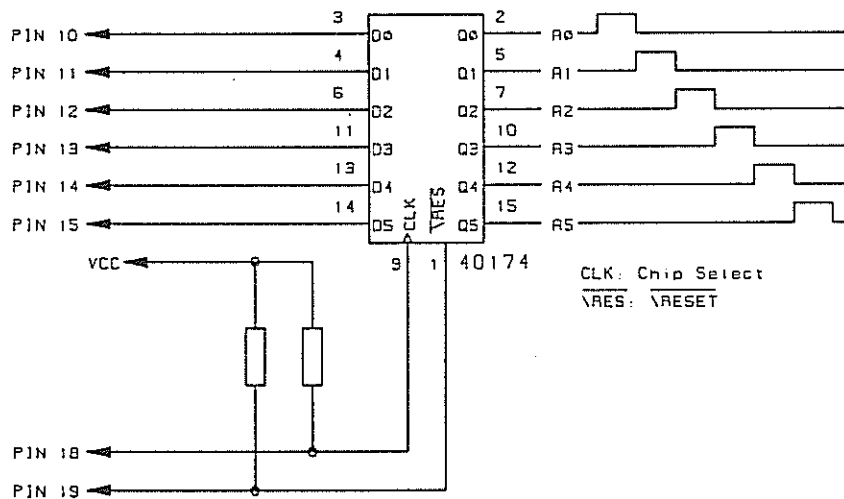 3 2
PIN 10 D0 Q0 A0
4 5
PIN 11 D1 Q1 A1
6 7
PIN 12 D2 Q2 A2
11 10
PIN 13 D3 Q3 A3
13 12
PIN 14 D4 Q4 A4
14 15
PIN 15 D5 CLK \RES Q5 A5
VCC 9 1 40174
CLK: Chip Select
\RES: \RESET
PIN 18
PIN 19